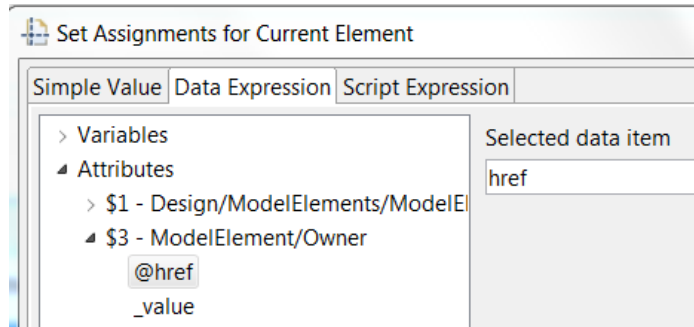 Set Assignments for Current Element
Simple Value Data Expression Script Expression
Variables
Selected data item
Attributes
href
$1 - Design/ModelElements/ModelEl
$3 - ModelElement/Owner
@href
_value